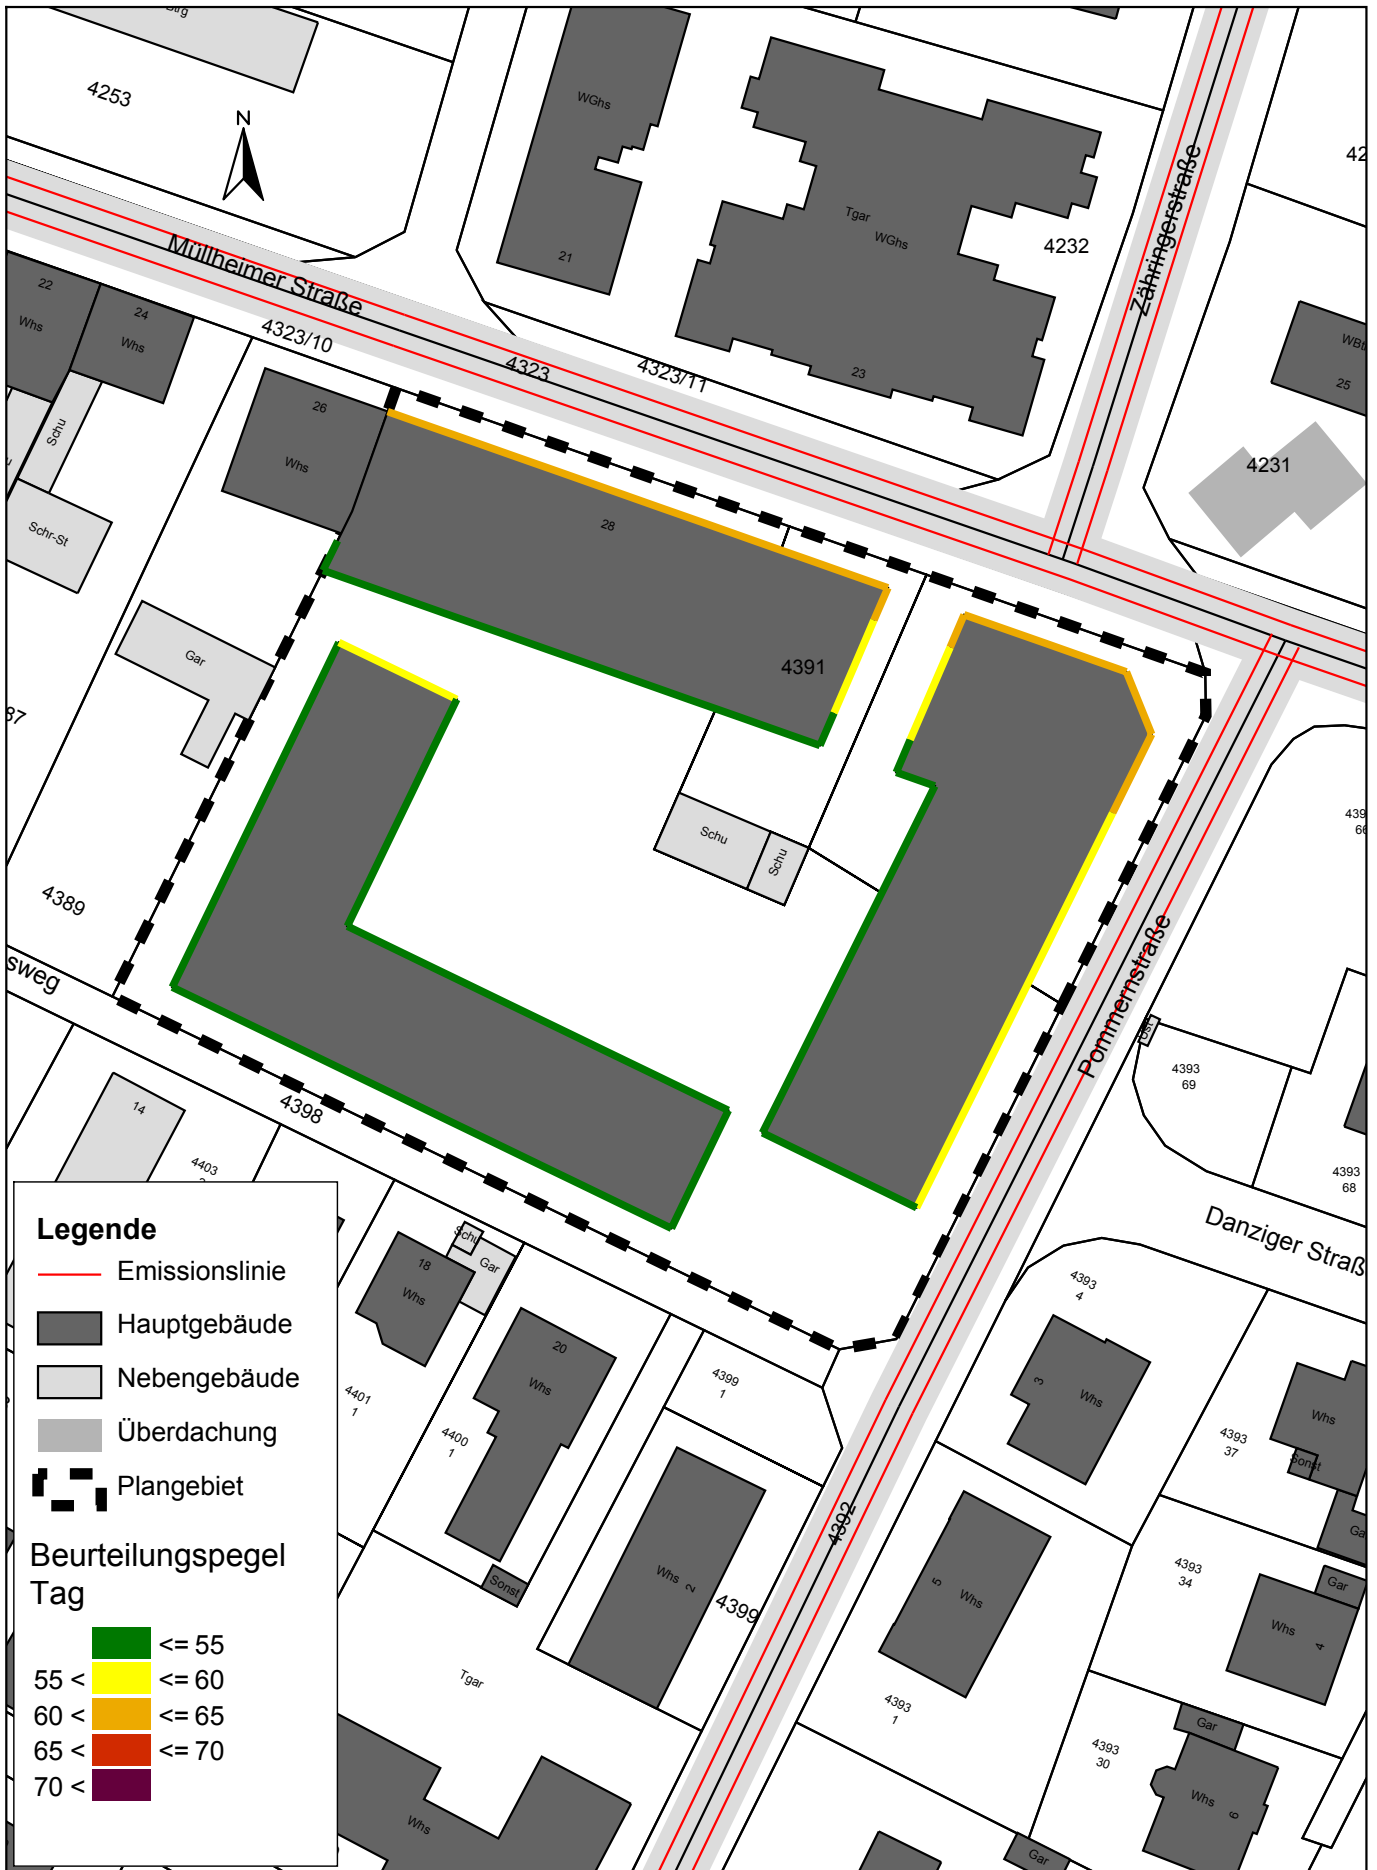 4253
N
WGhs
21
Tgar
WGhs
23
4232
Zähringerstraße
42
Müllheimer Straße
22
Whs
24
Whs
4323/10
4323
4323/11
WBt
25
4231
26
Whs
28
Schu
Schr-St
Gar
4391
87
Schu
Schu
4389
sweg
Pommernstraße
4393
69
4393
68
14
4398
4403
Danziger Straß
Schu
Gar
18
Whs
20
Whs
4401
1
4400
1
4399
1
Sonst
Whs 2
4399
Tgar
Whs
4392
4393
4
3
Whs
4393
37
Whs
Sonst
Ga
5
Whs
4393
34
Gar
Whs
4
4393
1
4393
30
Gar
Whs
6
Gar
Legende
Emissionslinie
Hauptgebäude
Nebengebäude
Überdachung
Plangebiet
Beurteilungspegel
Tag
<= 55
55 < <= 60
60 < <= 65
65 < <= 70
70 <